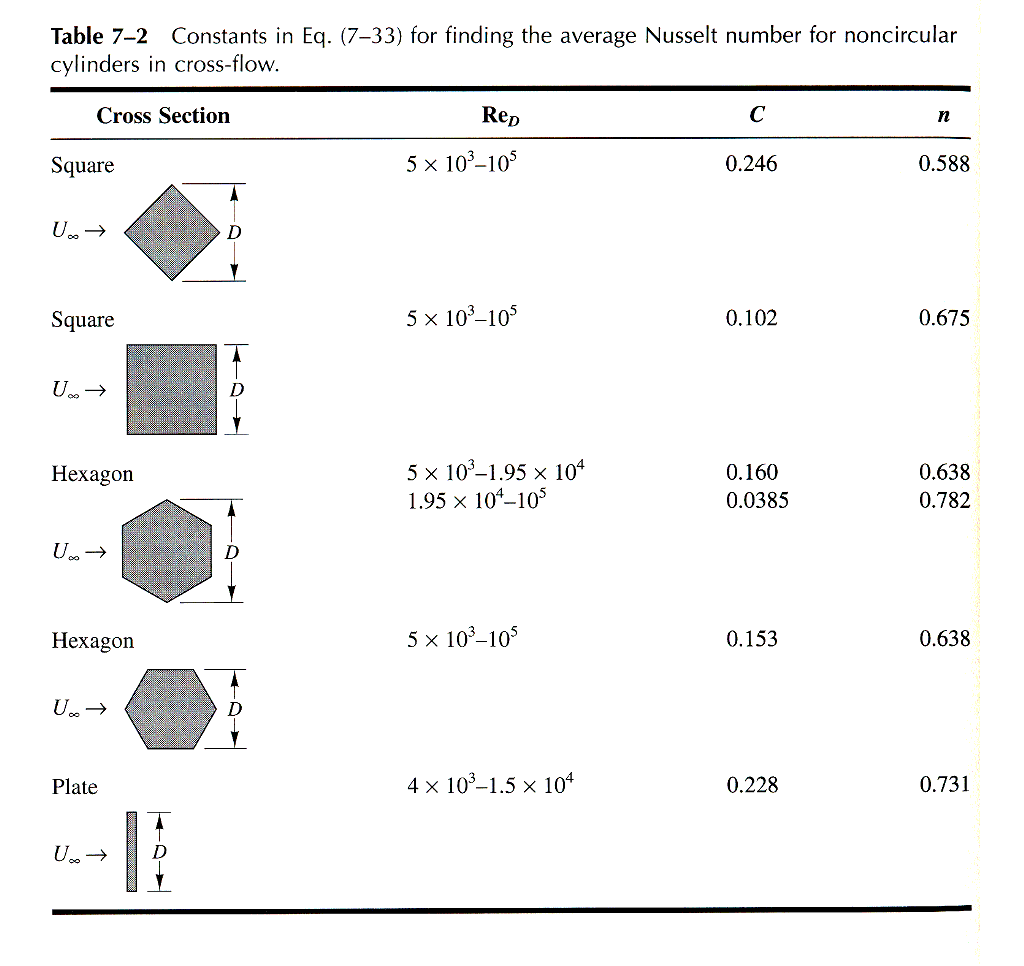 Table 7–2 Constants in Eq. (7–33) for finding the average Nusselt number for noncircular
cylinders in cross-flow.
Cross Section Re_D C n
Square 5 × 10³–10⁵ 0.246 0.588
U∞ → D
Square 5 × 10³–10⁵ 0.102 0.675
U∞ → D
Hexagon 5 × 10³–1.95 × 10⁴ 0.160 0.638
1.95 × 10⁴–10⁵ 0.0385 0.782
U∞ → D
Hexagon 5 × 10³–10⁵ 0.153 0.638
U∞ → D
Plate 4 × 10³–1.5 × 10⁴ 0.228 0.731
U∞ → D